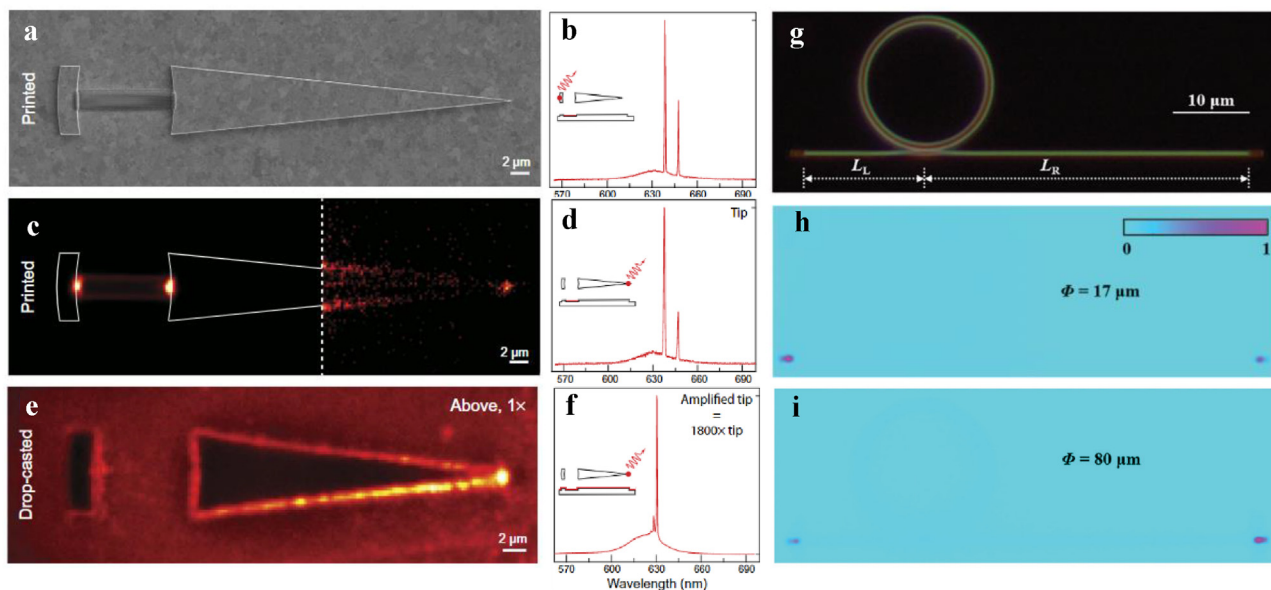 a
Printed
2 μm
b
570 600 630 660 690
g
10 μm
L_L
L_R
c
Printed
2 μm
d
Tip
570 600 630 660 690
h
0 1
Φ = 17 μm
e
Above, 1×
Drop-casted
2 μm
f
Amplified tip
=
1800× tip
570 600 630 660 690
Wavelength (nm)
i
Φ = 80 μm